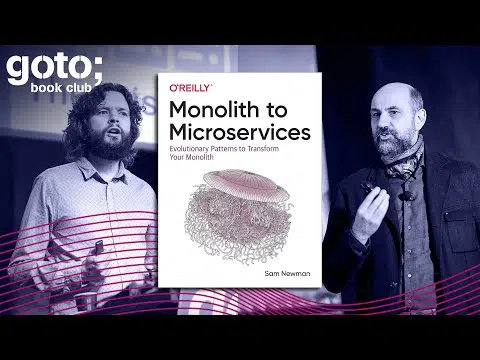 goto;
book club
O'REILLY®
Monolith to
Microservices
Evolutionary Patterns to Transform
Your Monolith
Sam Newman